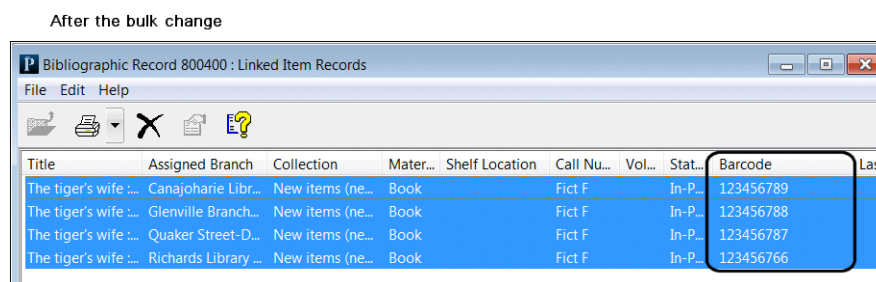 After the bulk change
P Bibliographic Record 800400 : Linked Item Records
File Edit Help
Title Assigned Branch Collection Mater... Shelf Location Call Nu... Vol... Stat... Barcode Las
The tiger's wife :... Canajoharie Libr... New items (ne... Book Fict F In-P... 123456789
The tiger's wife :... Glenville Branch... New items (ne... Book Fict F In-P... 123456788
The tiger's wife :... Quaker Street-D... New items (ne... Book Fict F In-P... 123456787
The tiger's wife :... Richards Library ... New items (ne... Book Fict F In-P... 123456766